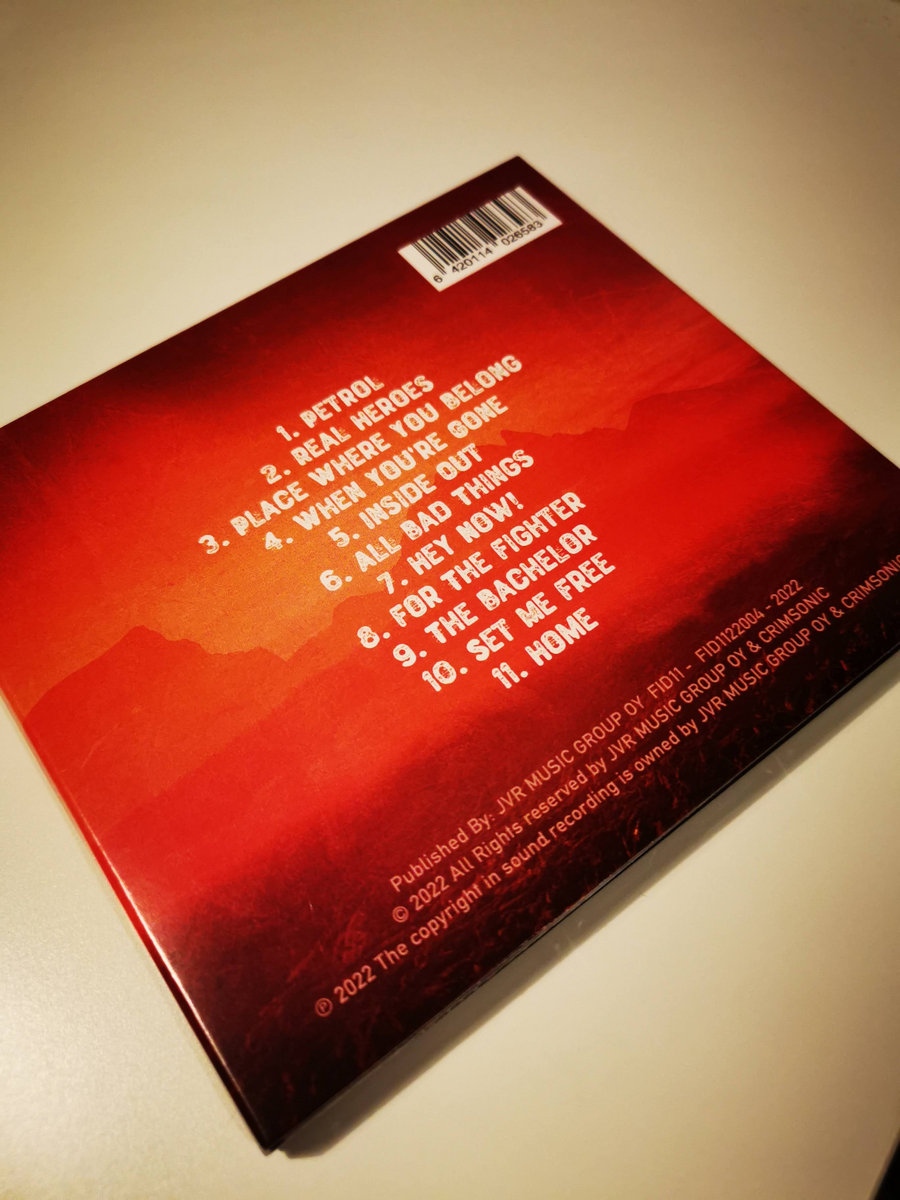 6 420114 026583
1. PETROL
2. REAL HEROES
3. PLACE WHERE YOU BELONG
4. WHEN YOU'RE GONE
5. INSIDE OUT
6. ALL BAD THINGS
7. HEY NOW!
8. FOR THE FIGHTER
9. THE BACHELOR
10. SET ME FREE
11. HOME
Published By: JVR MUSIC GROUP OY FID11 - FID1122004 - 2022
© 2022 All Rights reserved by JVR MUSIC GROUP OY & CRIMSONIC
℗ 2022 The copyright in sound recording is owned by JVR MUSIC GROUP OY & CRIMSONIC